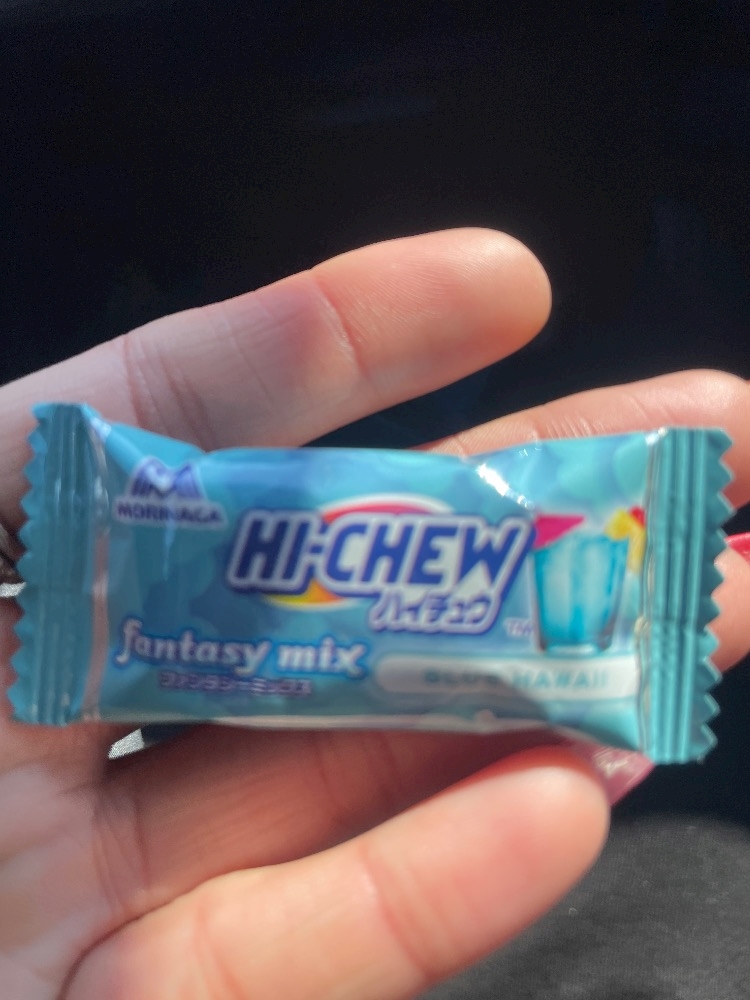 MORINAGA
HI-CHEW
ハイチュウ
TM
fantasy mix
ファンタジーミックス
BLUE HAWAII